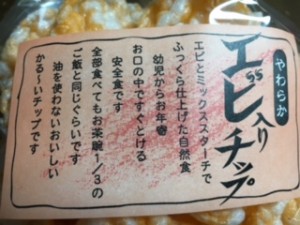 やわらか
エビ入り
チップ
エビとミックススターチで
ふっくら仕上げた自然食
幼児からお年寄
お口の中ですぐとける
安全食です
全部食べてもお茶碗1/3の
ご飯と同じぐらいです
油を使わないおいしい
かる~いチップです